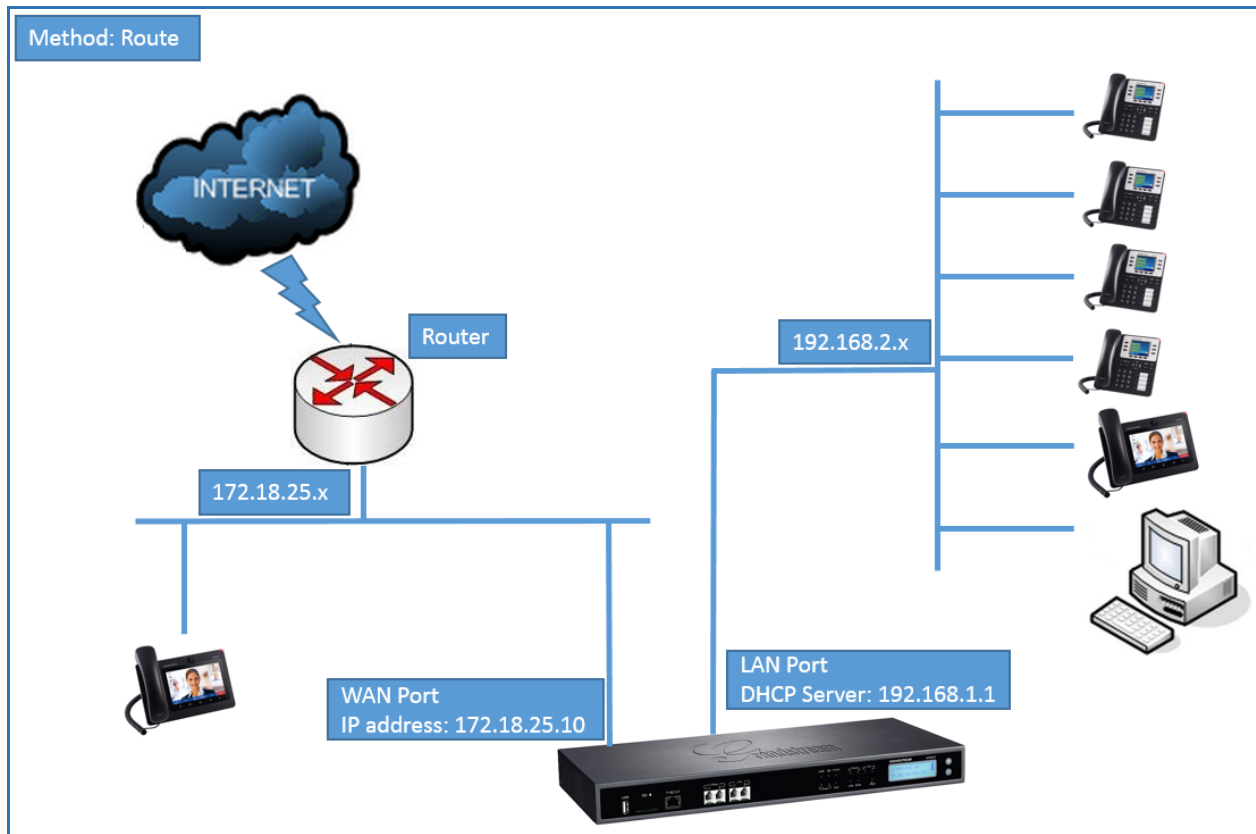 Method: Route
INTERNET
Router
192.168.2.x
172.18.25.x
LAN Port
DHCP Server: 192.168.1.1
WAN Port
IP address: 172.18.25.10
Grandstream